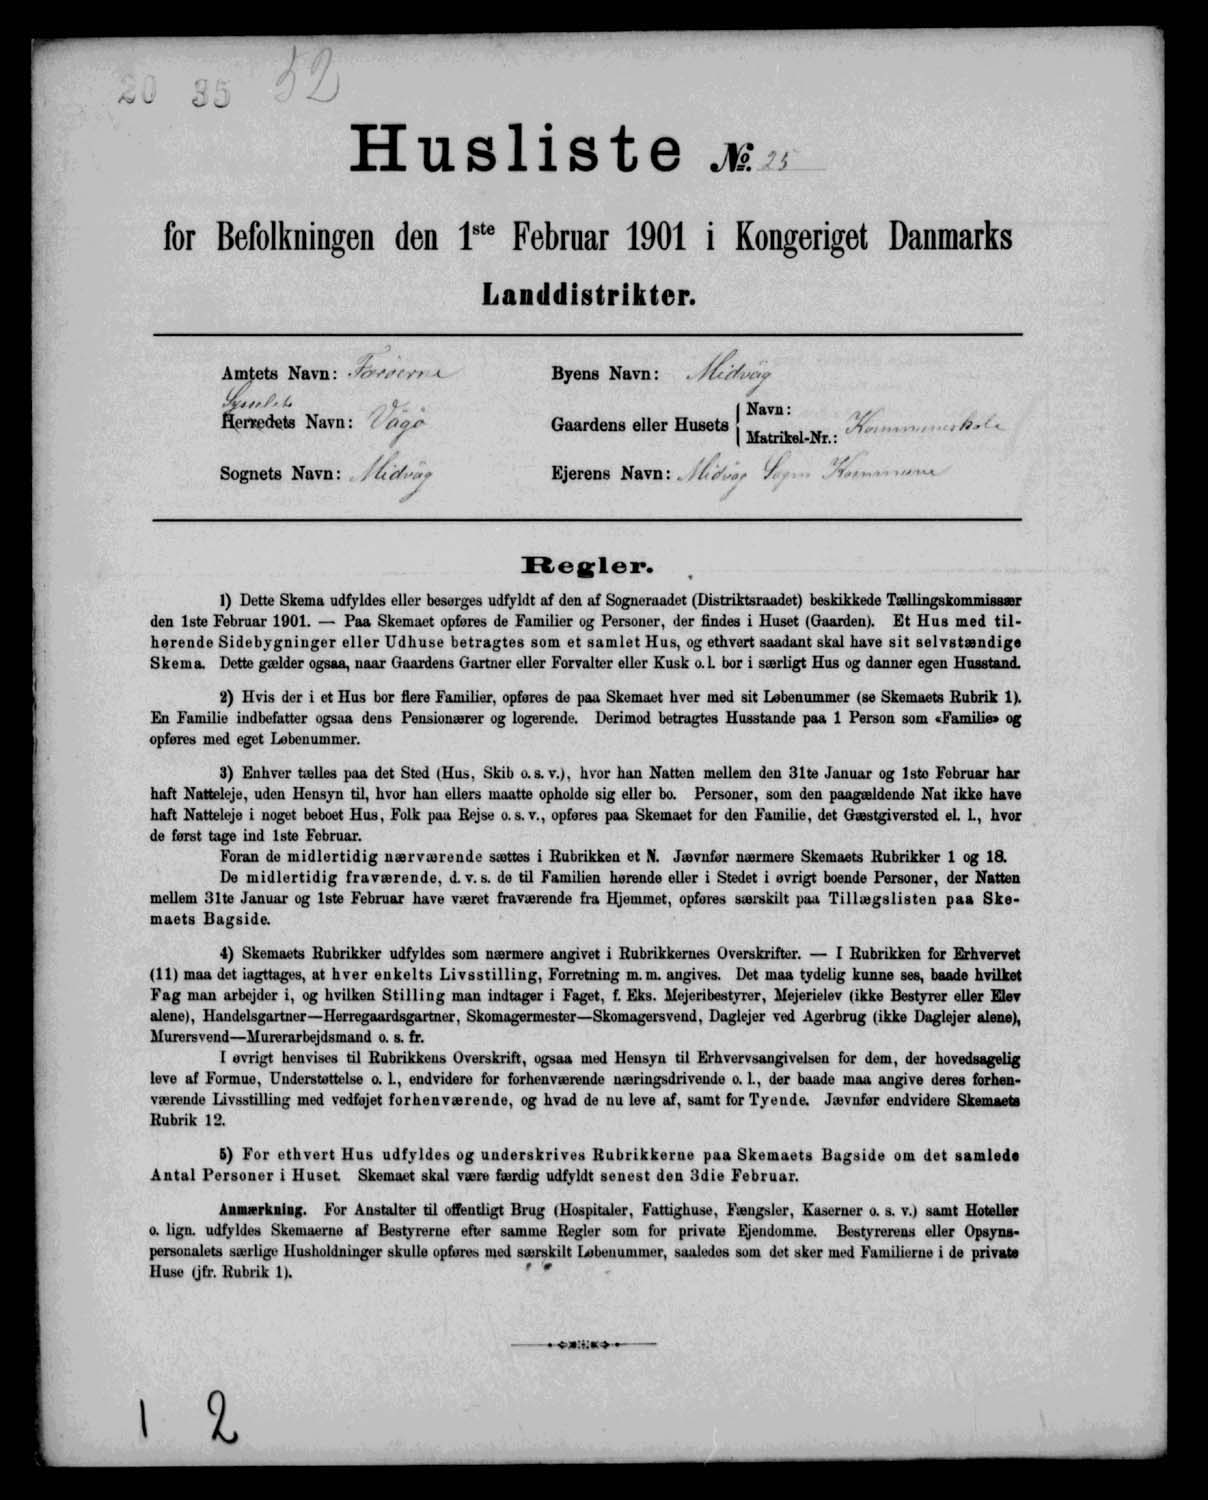 20 35 52
Husliste №. 25
for Befolkningen den 1ste Februar 1901 i Kongeriget Danmarks
Landdistrikter.
Amtets Navn: Færøerne
Byens Navn: Midvåg
Syslets
Herredets Navn: Vågø
Gaardens eller Husets
Navn:
Matrikel-Nr.: Kommuneskole
Sognets Navn: Midvåg
Ejerens Navn: Midvåg Sogns Kommune
Regler.
1) Dette Skema udfyldes eller besørges udfyldt af den af Sogneraadet (Distriktsraadet) beskikkede Tællingskommissær
den 1ste Februar 1901. — Paa Skemaet opføres de Familier og Personer, der findes i Huset (Gaarden). Et Hus med til-
hørende Sidebygninger eller Udhuse betragtes som et samlet Hus, og ethvert saadant skal have sit selvstændige
Skema. Dette gælder ogsaa, naar Gaardens Gartner eller Forvalter eller Kusk o. l. bor i særligt Hus og danner egen Husstand.
2) Hvis der i et Hus bor flere Familier, opføres de paa Skemaet hver med sit Løbenummer (se Skemaets Rubrik 1).
En Familie indbefatter ogsaa dens Pensionærer og logerende. Derimod betragtes Husstande paa 1 Person som «Familie» og
opføres med eget Løbenummer.
3) Enhver tælles paa det Sted (Hus, Skib o. s. v.), hvor han Natten mellem den 31te Januar og 1ste Februar har
haft Natteleje, uden Hensyn til, hvor han ellers maatte opholde sig eller bo. Personer, som den paagældende Nat ikke have
haft Natteleje i noget beboet Hus, Folk paa Rejse o. s. v., opføres paa Skemaet for den Familie, det Gæstgiversted el. l., hvor
de først tage ind 1ste Februar.
Foran de midlertidig nærværende sættes i Rubrikken et N. Jævnfør nærmere Skemaets Rubrikker 1 og 18.
De midlertidig fraværende, d. v. s. de til Familien hørende eller i Stedet i øvrigt boende Personer, der Natten
mellem 31te Januar og 1ste Februar have været fraværende fra Hjemmet, opføres særskilt paa Tillægslisten paa Ske-
maets Bagside.
4) Skemaets Rubrikker udfyldes som nærmere angivet i Rubrikkernes Overskrifter. — I Rubrikken for Erhvervet
(11) maa det iagttages, at hver enkelts Livsstilling, Forretning m. m. angives. Det maa tydelig kunne ses, baade hvilket
Fag man arbejder i, og hvilken Stilling man indtager i Faget, f. Eks. Mejeribestyrer, Mejerielev (ikke Bestyrer eller Elev
alene), Handelsgartner—Herregaardsgartner, Skomagermester—Skomagersvend, Daglejer ved Agerbrug (ikke Daglejer alene),
Murersvend—Murerarbejdsmand o. s. fr.
I øvrigt henvises til Rubrikkens Overskrift, ogsaa med Hensyn til Erhvervsangivelsen for dem, der hovedsagelig
leve af Formue, Understøttelse o. l., endvidere for forhenværende næringsdrivende o. l., der baade maa angive deres forhen-
værende Livsstilling med vedføjet forhenværende, og hvad de nu leve af, samt for Tyende. Jævnfør endvidere Skemaets
Rubrik 12.
5) For ethvert Hus udfyldes og underskrives Rubrikkerne paa Skemaets Bagside om det samlede
Antal Personer i Huset. Skemaet skal være færdig udfyldt senest den 3die Februar.
Anmærkning. For Anstalter til offentligt Brug (Hospitaler, Fattighuse, Fængsler, Kaserner o. s. v.) samt Hoteller
o. lign. udfyldes Skemaerne af Bestyrerne efter samme Regler som for private Ejendomme. Bestyrerens eller Opsyns-
personalets særlige Husholdninger skulle opføres med særskilt Løbenummer, saaledes som det sker med Familierne i de private
Huse (jfr. Rubrik 1).
1 2